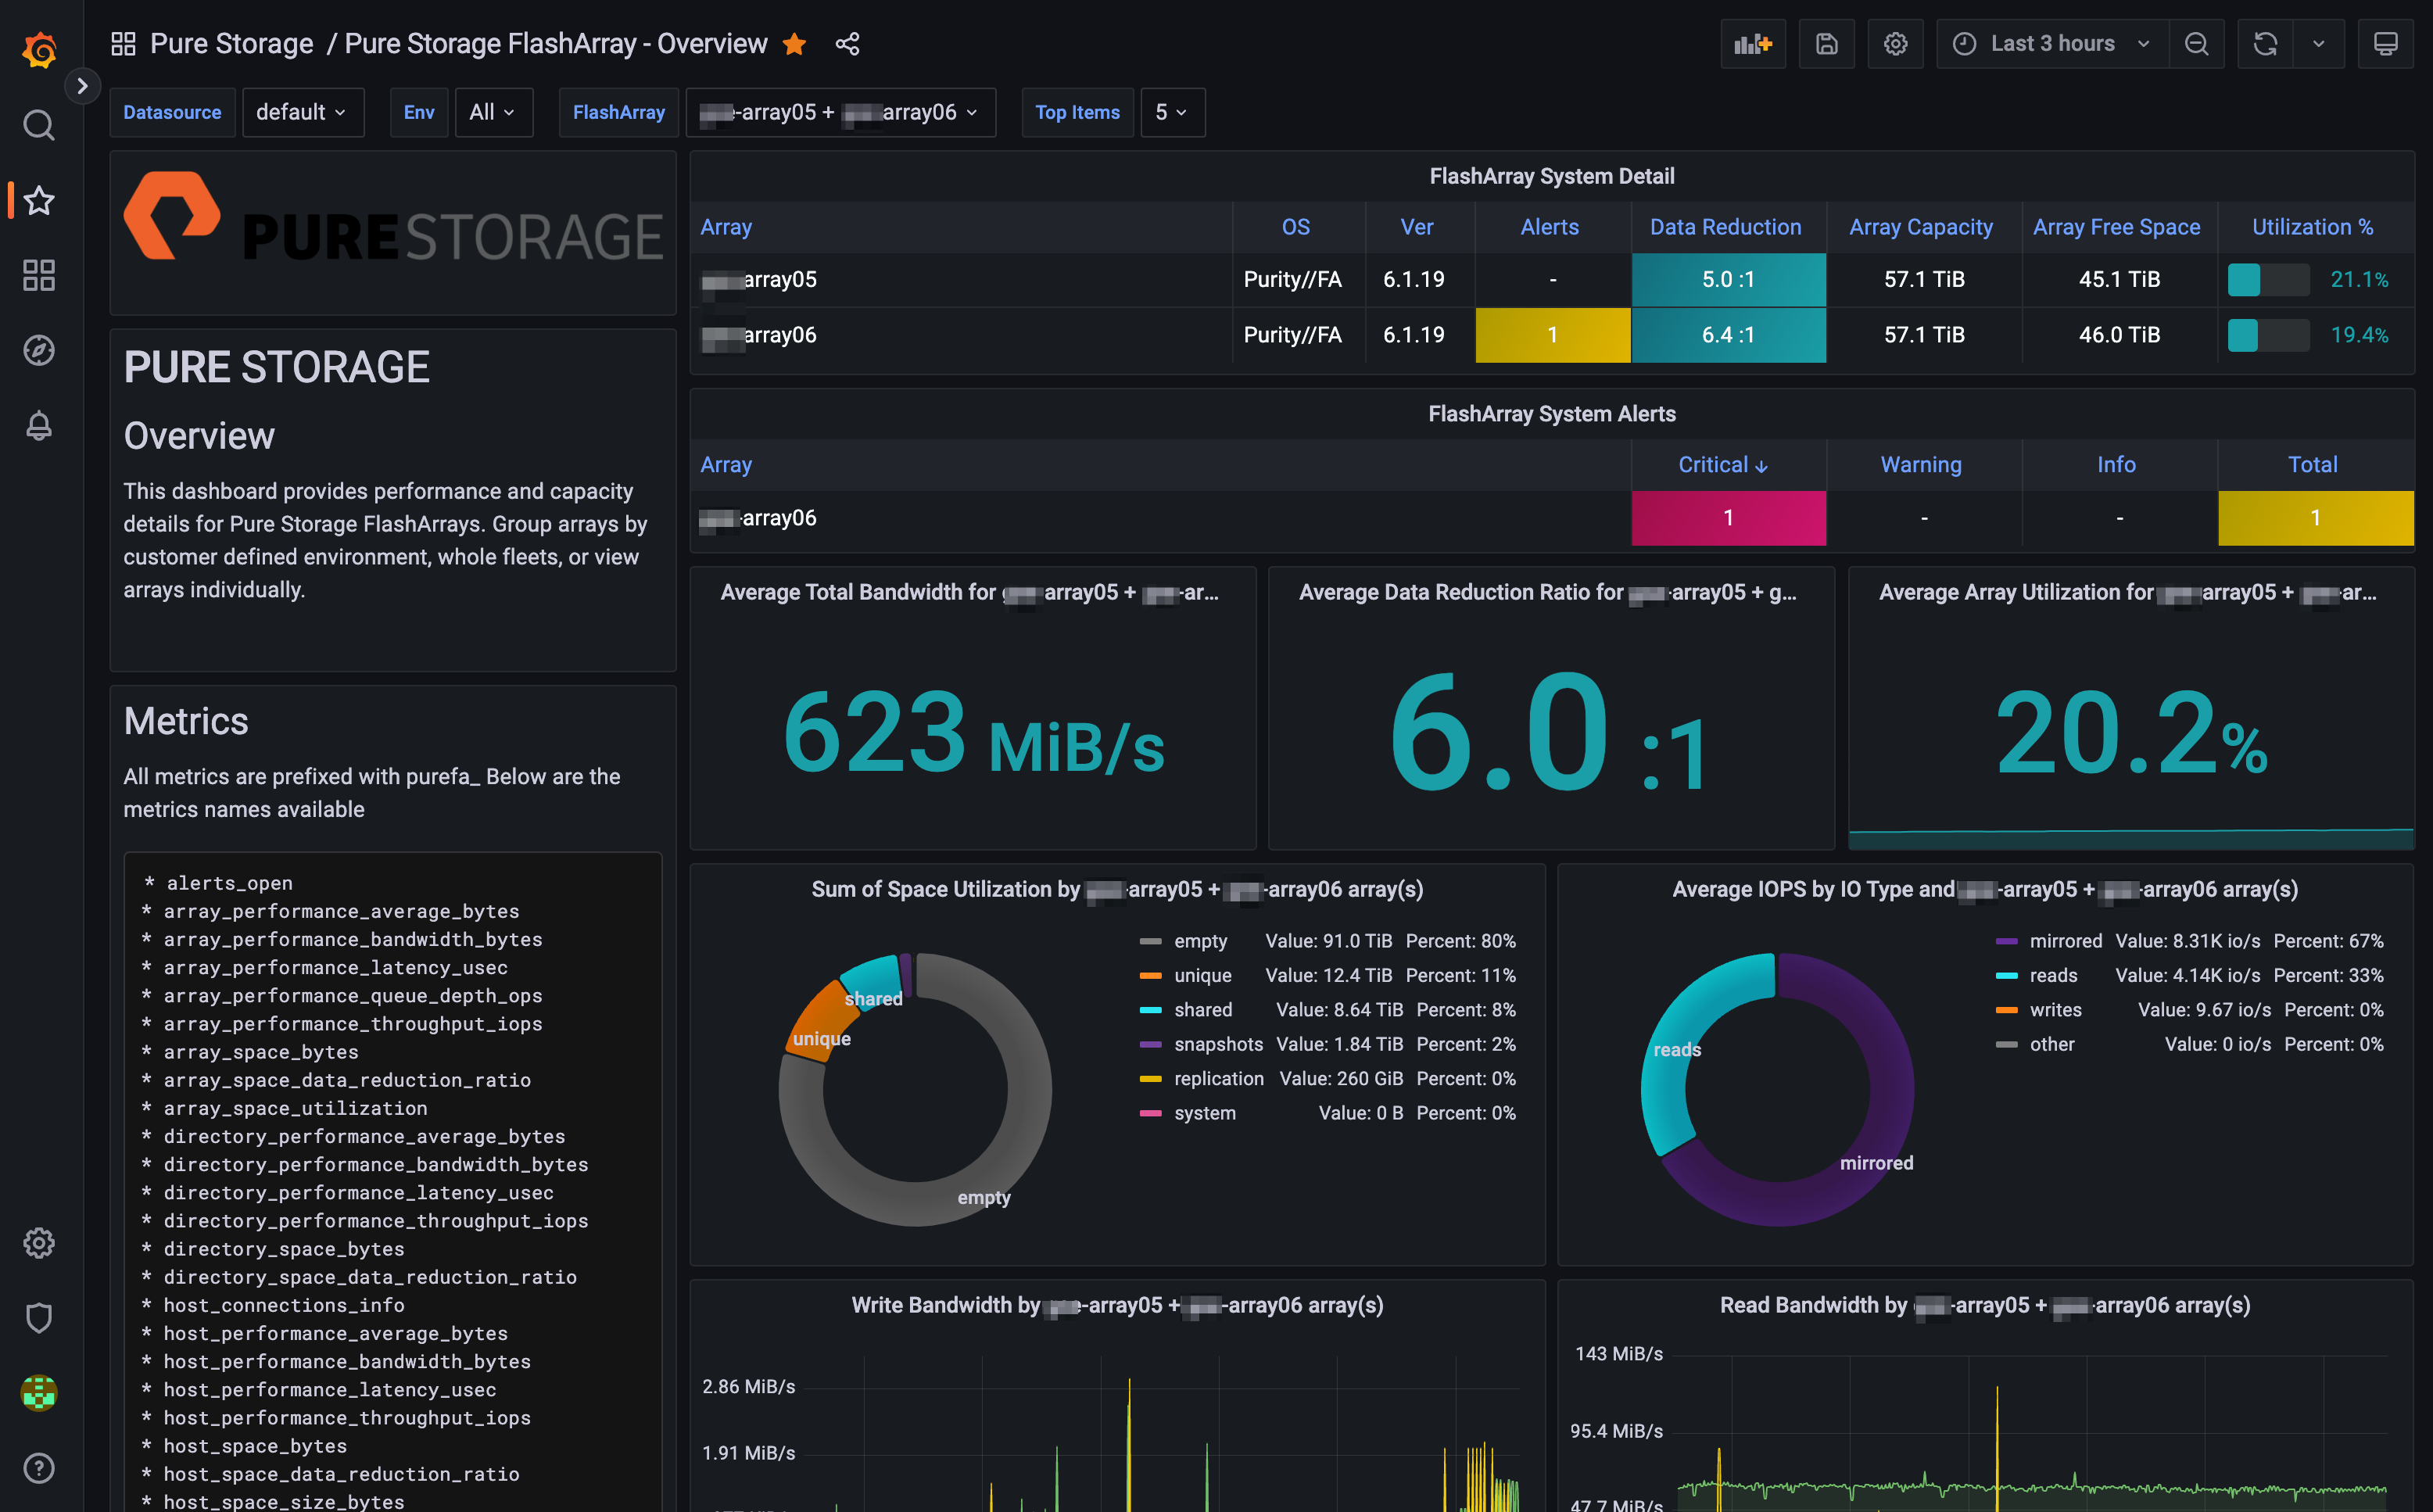 Pure Storage / Pure Storage FlashArray - Overview
Last 3 hours
Datasource default Env All FlashArray -array05 + array06 Top Items 5
PURESTORAGE
PURE STORAGE
Overview
This dashboard provides performance and capacity
details for Pure Storage FlashArrays. Group arrays by
customer defined environment, whole fleets, or view
arrays individually.
Metrics
All metrics are prefixed with purefa_ Below are the
metrics names available
* alerts_open
* array_performance_average_bytes
* array_performance_bandwidth_bytes
* array_performance_latency_usec
* array_performance_queue_depth_ops
* array_performance_throughput_iops
* array_space_bytes
* array_space_data_reduction_ratio
* array_space_utilization
* directory_performance_average_bytes
* directory_performance_bandwidth_bytes
* directory_performance_latency_usec
* directory_performance_throughput_iops
* directory_space_bytes
* directory_space_data_reduction_ratio
* host_connections_info
* host_performance_average_bytes
* host_performance_bandwidth_bytes
* host_performance_latency_usec
* host_performance_throughput_iops
* host_space_bytes
* host_space_data_reduction_ratio
* host_space_size_bytes
FlashArray System Detail
Array OS Ver Alerts Data Reduction Array Capacity Array Free Space Utilization %
array05 Purity//FA 6.1.19 - 5.0 :1 57.1 TiB 45.1 TiB 21.1%
array06 Purity//FA 6.1.19 1 6.4 :1 57.1 TiB 46.0 TiB 19.4%
FlashArray System Alerts
Array Critical ↓ Warning Info Total
-array06 1 - - 1
Average Total Bandwidth for array05 + -ar...
623 MiB/s
Average Data Reduction Ratio for -array05 + g...
6.0 :1
Average Array Utilization for array05 + -ar...
20.2%
Sum of Space Utilization by -array05 + -array06 array(s)
shared
unique
empty
empty Value: 91.0 TiB Percent: 80%
unique Value: 12.4 TiB Percent: 11%
shared Value: 8.64 TiB Percent: 8%
snapshots Value: 1.84 TiB Percent: 2%
replication Value: 260 GiB Percent: 0%
system Value: 0 B Percent: 0%
Average IOPS by IO Type and -array05 + -array06 array(s)
reads
mirrored
mirrored Value: 8.31K io/s Percent: 67%
reads Value: 4.14K io/s Percent: 33%
writes Value: 9.67 io/s Percent: 0%
other Value: 0 io/s Percent: 0%
Write Bandwidth by -array05 + -array06 array(s)
2.86 MiB/s
1.91 MiB/s
Read Bandwidth by -array05 + -array06 array(s)
143 MiB/s
95.4 MiB/s
47.7 MiB/s